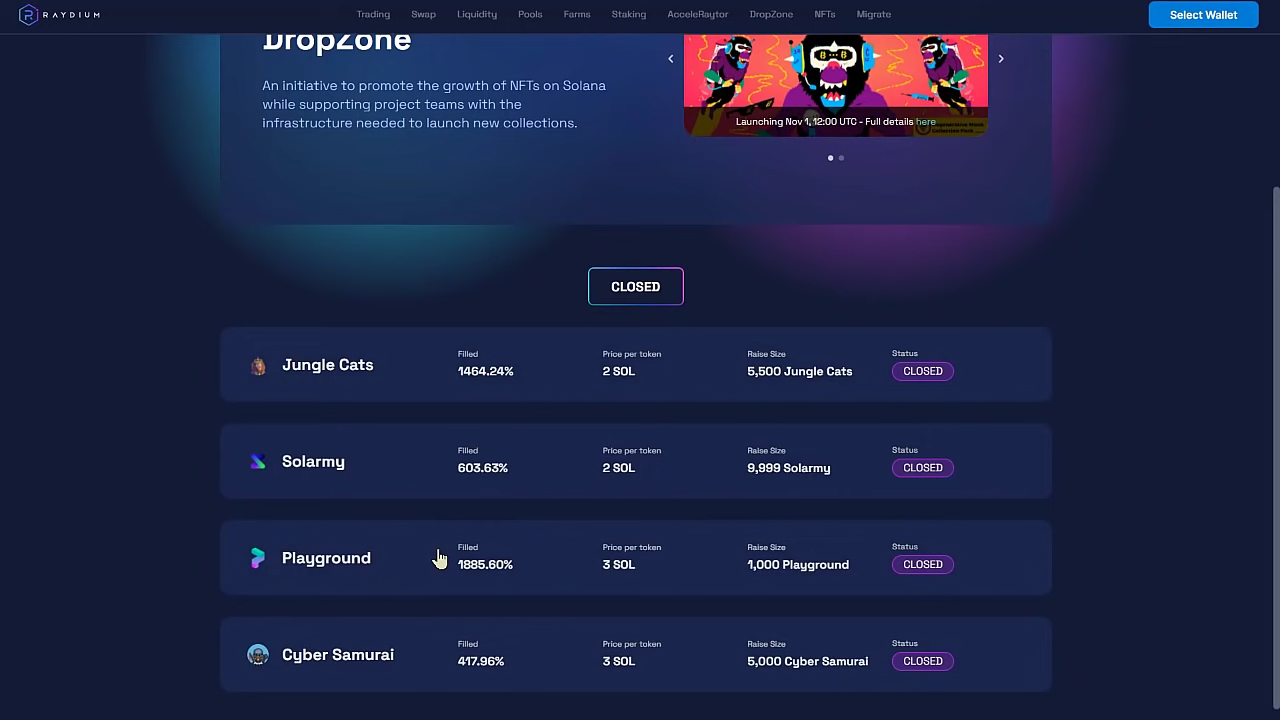 RAYDIUM
Trading Swap Liquidity Pools Farms Staking AcceleRaytor DropZone NFTs Migrate
Select Wallet
DropZone
An initiative to promote the growth of NFTs on Solana
while supporting project teams with the
infrastructure needed to launch new collections.
Launching Nov 1, 12:00 UTC - Full details here
CLOSED
Jungle Cats
Filled
1464.24%
Price per token
2 SOL
Raise Size
5,500 Jungle Cats
Status
CLOSED
Solarmy
Filled
603.63%
Price per token
2 SOL
Raise Size
9,999 Solarmy
Status
CLOSED
Playground
Filled
1885.60%
Price per token
3 SOL
Raise Size
1,000 Playground
Status
CLOSED
Cyber Samurai
Filled
417.96%
Price per token
3 SOL
Raise Size
5,000 Cyber Samurai
Status
CLOSED